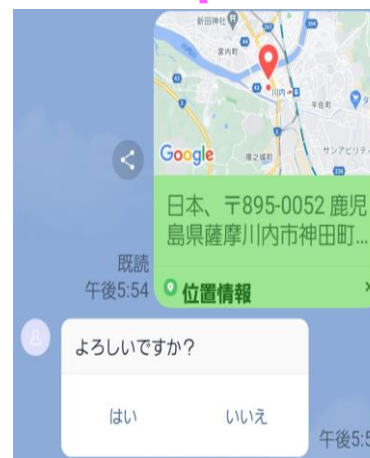 新田神社
宮内町
川内
平佐町
Google
隈之城町
サンアビリティ
日本、〒895-0052 鹿児
島県薩摩川内市神田町...
既読
午後5:54
位置情報
よろしいですか?
はい いいえ
午後5:5